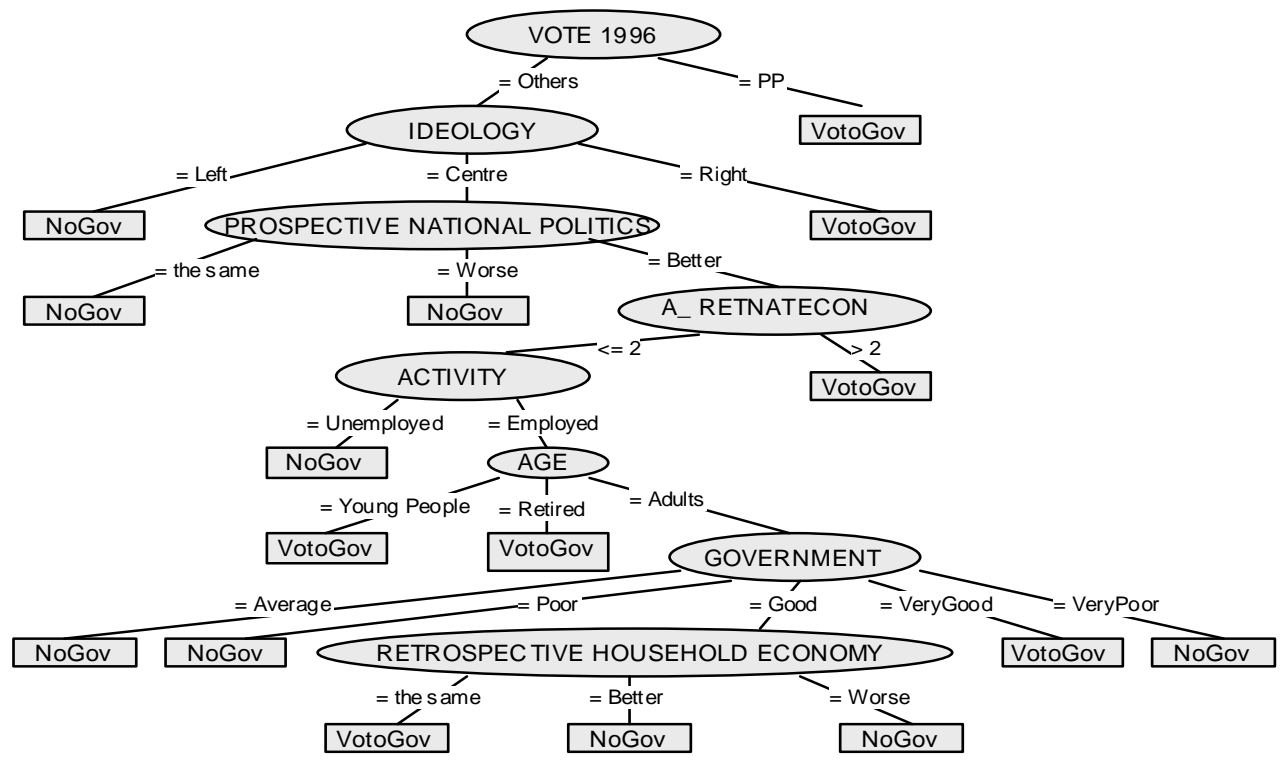 VOTE 1996
= Others
= PP
VotoGov
IDEOLOGY
= Left
= Centre
= Right
NoGov
PROSPECTIVE NATIONAL POLITICS
VotoGov
= the same
= Worse
= Better
NoGov
NoGov
A_ RETNATECON
<= 2
> 2
ACTIVITY
VotoGov
= Unemployed
= Employed
NoGov
AGE
= Young People
= Retired
= Adults
VotoGov
VotoGov
GOVERNMENT
= Average
= Poor
= Good
= VeryGood
= VeryPoor
NoGov
NoGov
RETROSPECTIVE HOUSEHOLD ECONOMY
VotoGov
NoGov
= the same
= Better
= Worse
VotoGov
NoGov
NoGov